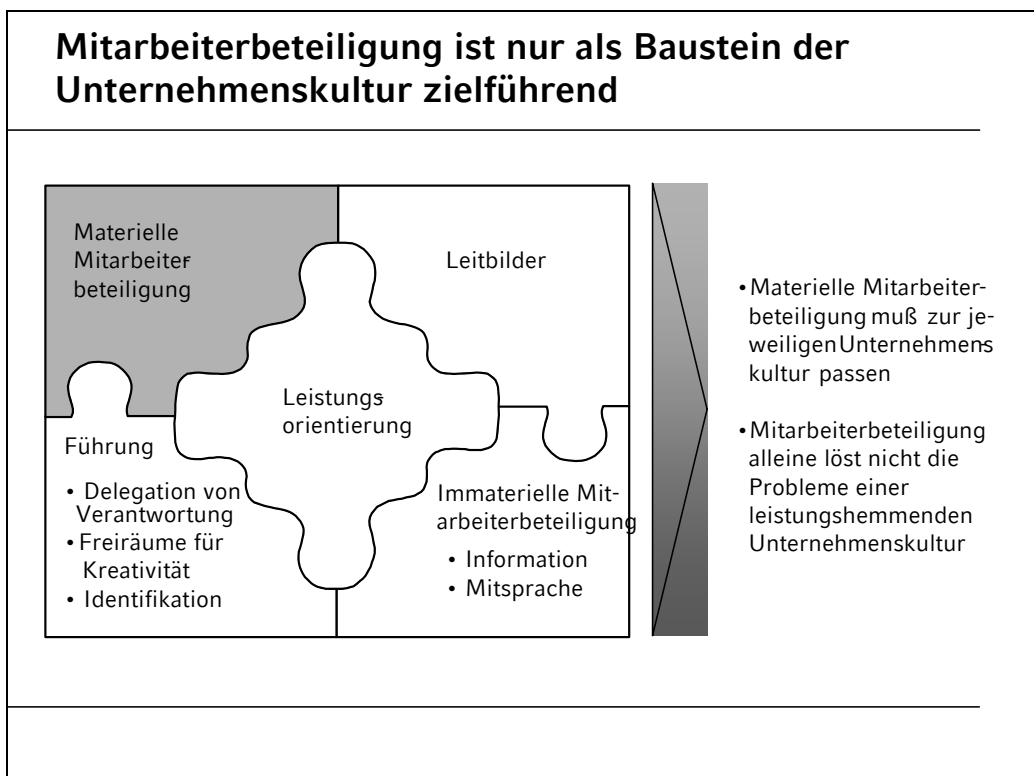 Mitarbeiterbeteiligung ist nur als Baustein der
Unternehmenskultur zielführend
Materielle
Mitarbeiter-
beteiligung
Leitbilder
Leistungs-
orientierung
Führung
• Delegation von
Verantwortung
• Freiräume für
Kreativität
• Identifikation
Immaterielle Mit-
arbeiterbeteiligung
• Information
• Mitsprache
• Materielle Mitarbeiter-
beteiligung muß zur je-
weiligen Unternehmens-
kultur passen
• Mitarbeiterbeteiligung
alleine löst nicht die
Probleme einer
leistungshemmenden
Unternehmenskultur